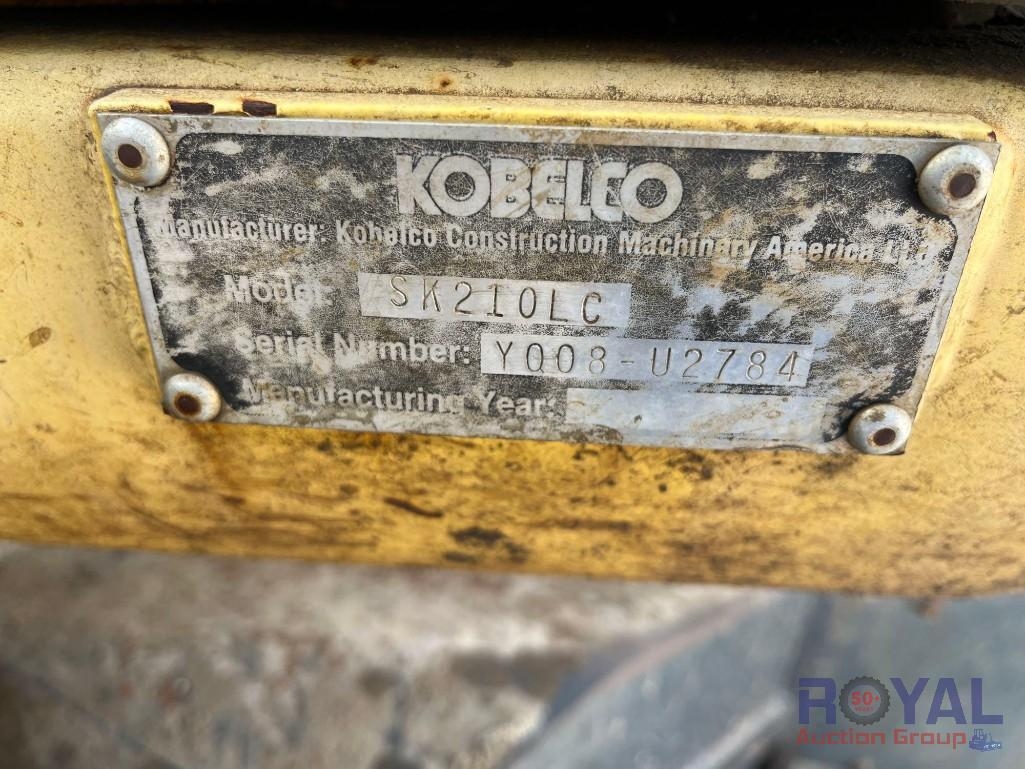 KOBELCO
Manufacturer: Kobelco Construction Machinery America Ltd.
Model: SK210LC
Serial Number: YQ08-U2784
Manufacturing Year:
ROYAL
50+
YEARS
Auction Group